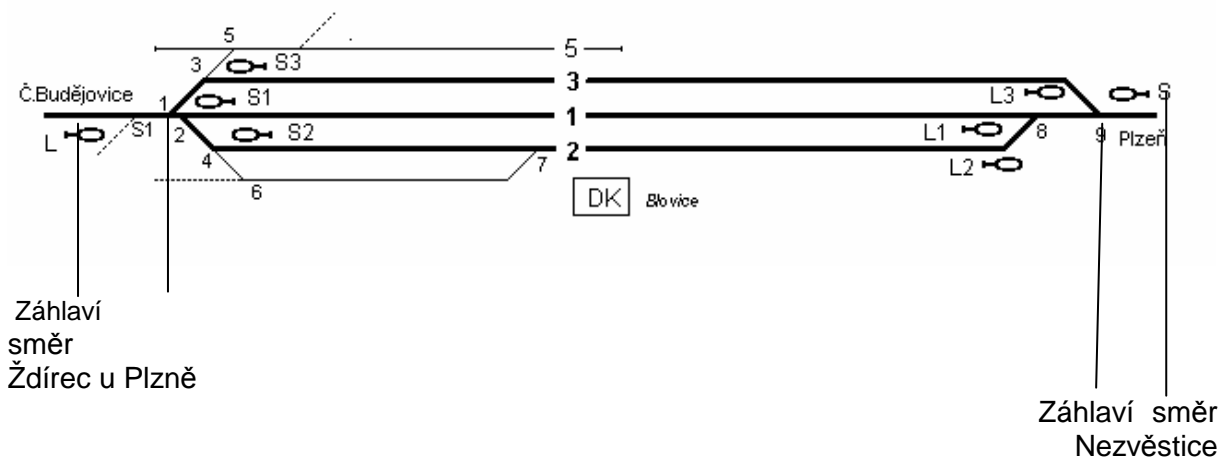 5
5
3
S3
3
Č.Budějovice
1
S1
L3
S
L
S1
2
S2
1
L1
8
9
Plzeň
4
2
7
L2
6
DK
Blovice
Záhlaví
směr
Ždírec u Plzně
Záhlaví směr
Nezvěstice